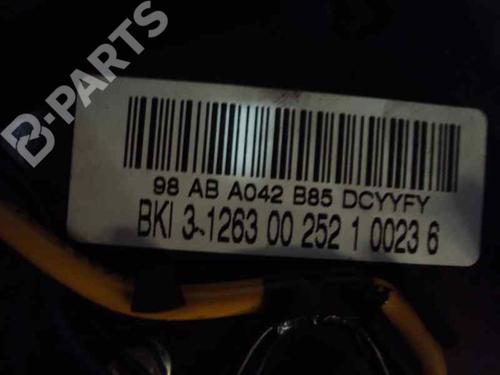 B-PARTS
98 AB A042 B85 DCYYFY
BKI 3-1263 00 252 1 0023 6